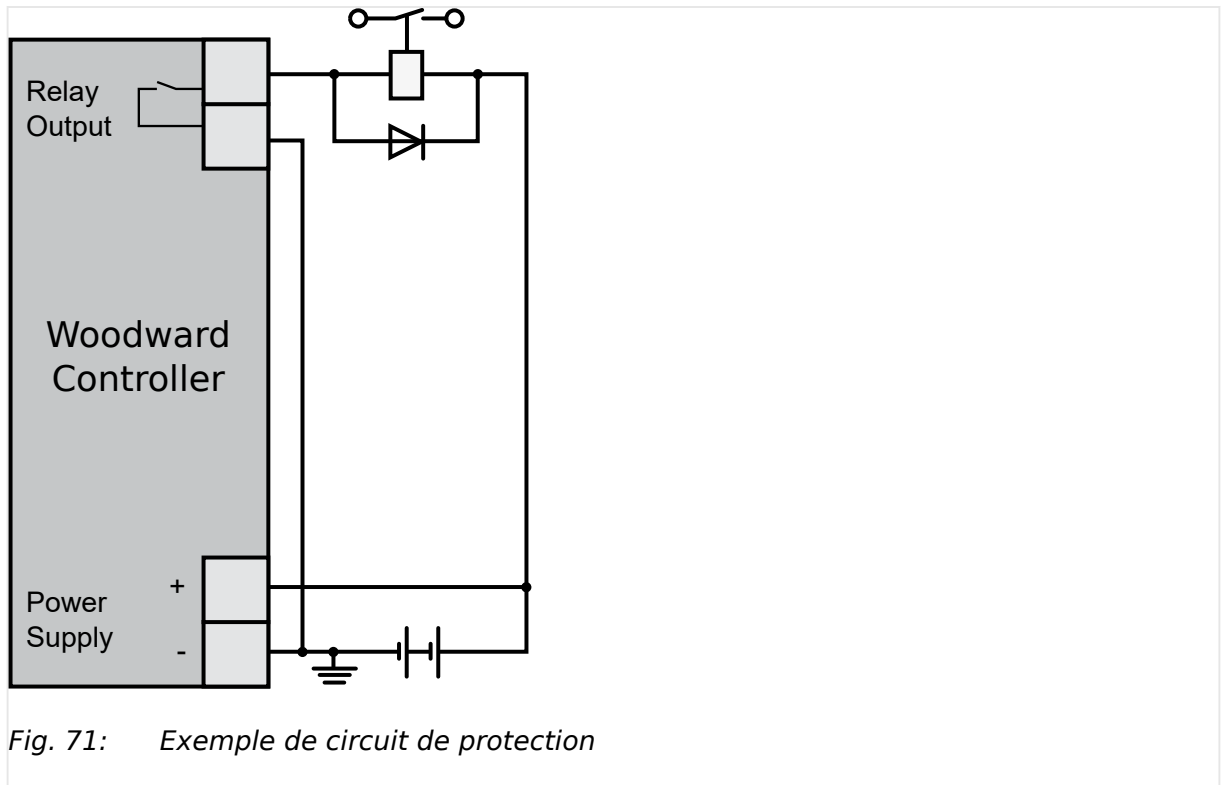 Relay
Output
Woodward
Controller
+
Power
Supply
-
Fig. 71: Exemple de circuit de protection